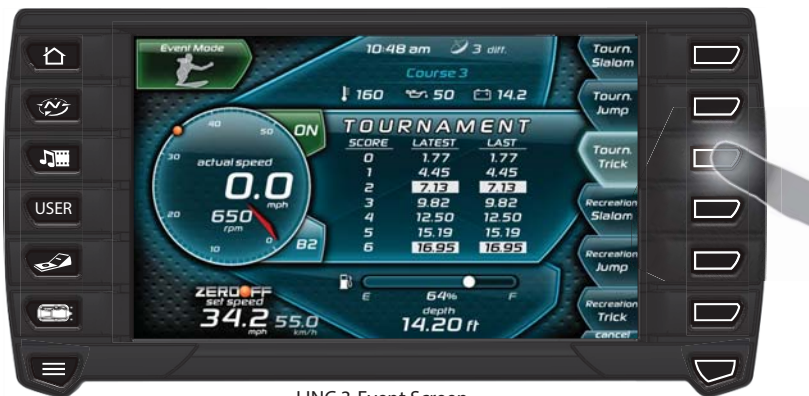 Event Mode
10:48 am 3 diff.
Course 3
160 50 14.2
40 50 ON
30
20
10 0
actual speed
0.0
mph
650
rpm
B2
TOURNAMENT
SCORE LATEST LAST
0 1.77 1.77
1 4.45 4.45
2 7.13 7.13
3 9.82 9.82
4 12.50 12.50
5 15.19 15.19
6 16.95 16.95
ZEROOFF
set speed
34.2 55.0
mph km/h
E 64% F
depth
14.20 ft
Tourn.
Slalom
Tourn.
Jump
Tourn.
Trick
Recreation
Slalom
Recreation
Jump
Recreation
Trick
cancel
USER